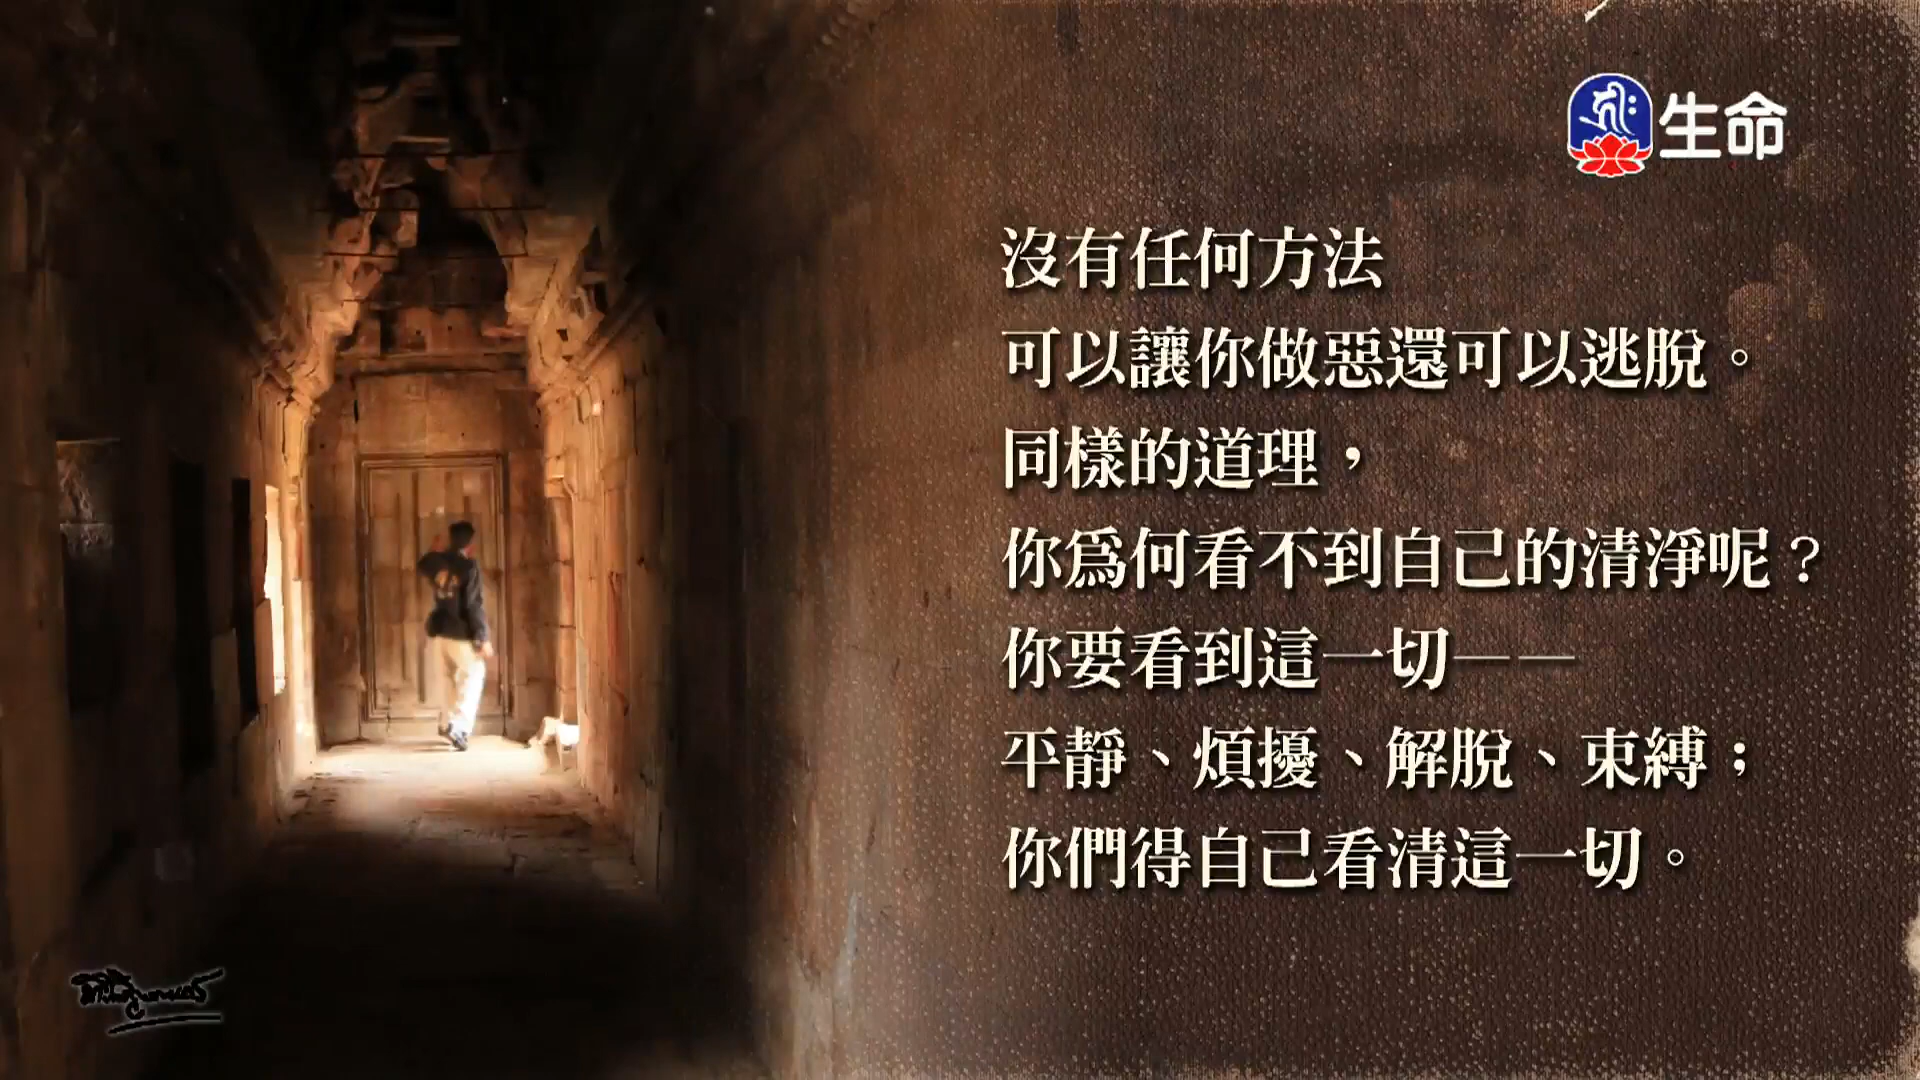 生命
沒有任何方法
可以讓你做惡還可以逃脫。
同樣的道理，
你爲何看不到自己的清淨呢？
你要看到這一切——
平靜、煩擾、解脫、束縛；
你們得自己看清這一切。